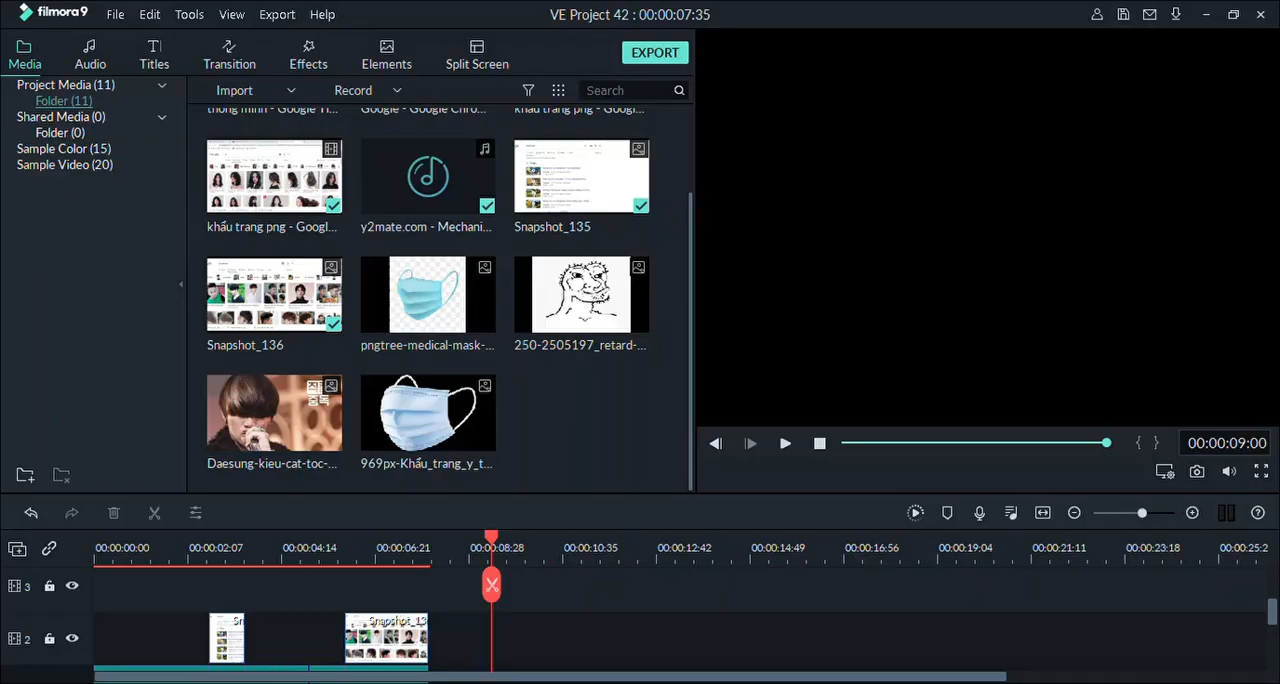 filmora9 File Edit Tools View Export Help VE Project 42 : 00:00:07:35
Media Audio Titles Transition Effects Elements Split Screen EXPORT
Project Media (11)
Folder (11)
Shared Media (0)
Folder (0)
Sample Color (15)
Sample Video (20)
Import Record Search
thông minh - Google Ti... Google - Google Chro... khẩu trang png - Googl...
khẩu trang png - Googl... y2mate.com - Mechani... Snapshot_135
Snapshot_136 pngtree-medical-mask-... 250-2505197_retard-...
Daesung-kieu-cat-toc-... 969px-Khẩu_trang_y_t...
00:00:09:00
00:00:00:00 00:00:02:07 00:00:04:14 00:00:06:21 00:00:08:28 00:00:10:35 00:00:12:42 00:00:14:49 00:00:16:56 00:00:19:04 00:00:21:11 00:00:23:18 00:00:25:2
3
2 Sn Snapshot_13